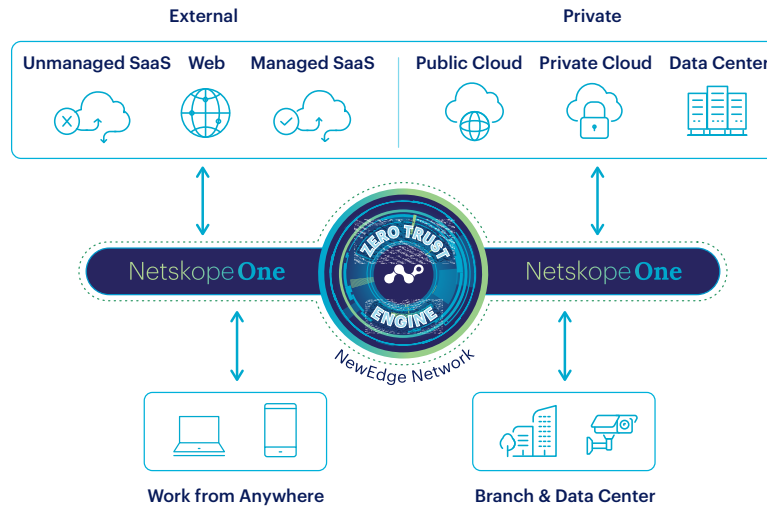 External
Private
Unmanaged SaaS
Web
Managed SaaS
Public Cloud
Private Cloud
Data Center
Netskope One
ZERO TRUST
ENGINE
Netskope One
NewEdge Network
Work from Anywhere
Branch & Data Center